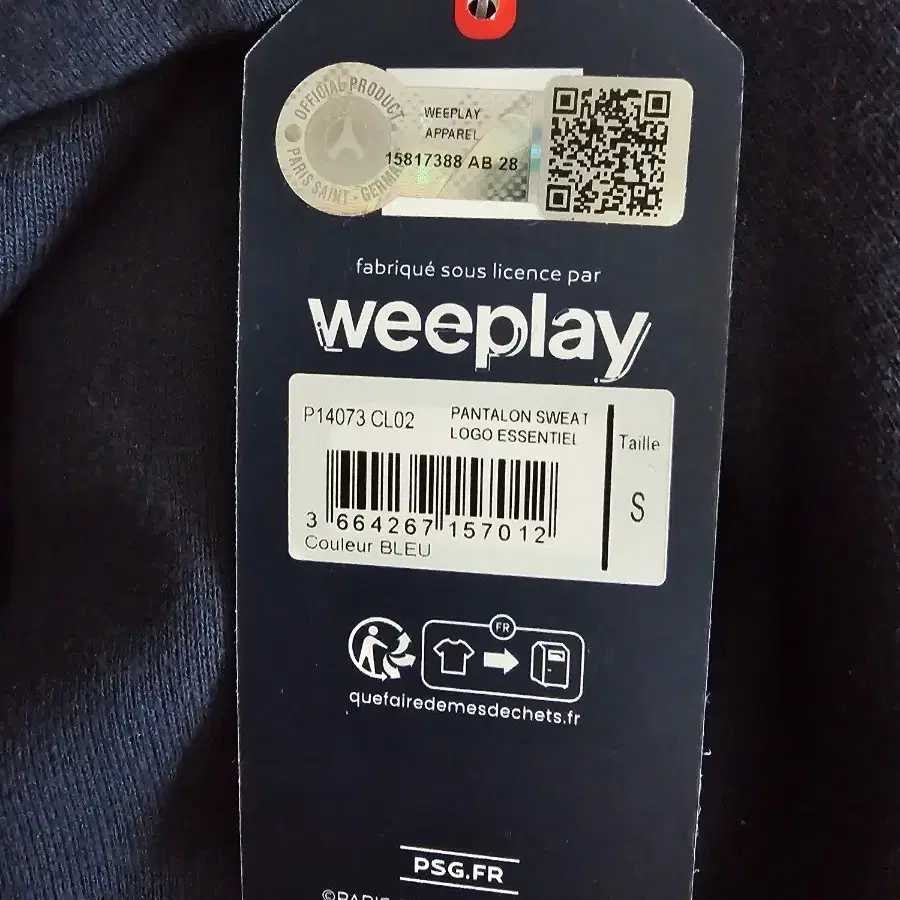 OFFICIAL PRODUCT
PARIS SAINT-GERMAIN
WEEPLAY
APPAREL
15817388 AB 28
fabriqué sous licence par
weeplay
P14073 CL02
PANTALON SWEAT
LOGO ESSENTIEL
Taille
S
3 664267 157012
Couleur BLEU
FR
quefairedemesdechets.fr
PSG.FR